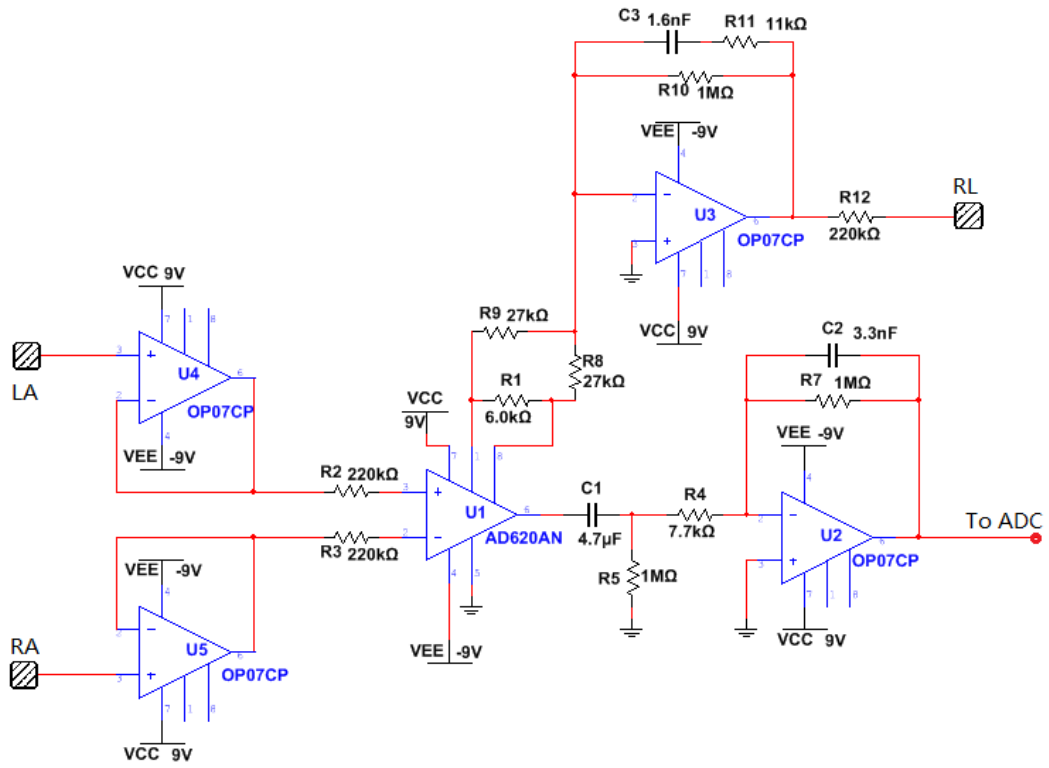 C3 1.6nF R11 11kΩ
R10 1MΩ
VEE -9V
4
2
U3
3
6
OP07CP
7
1
8
VCC 9V
R12
220kΩ
RL
VCC 9V
7
1
8
3
LA
U4
2
6
OP07CP
4
VEE -9V
R9 27kΩ
R8
27kΩ
R1
6.0kΩ
VCC
9V
7
1
8
R2 220kΩ
3
U1
R3 220kΩ
2
6
AD620AN
4
5
VEE -9V
C1
4.7µF
R5 1MΩ
R4
7.7kΩ
C2 3.3nF
R7 1MΩ
VEE -9V
4
2
U2
3
6
OP07CP
7
1
8
VCC 9V
To ADC
VEE -9V
4
2
RA
U5
6
3
OP07CP
7
1
8
VCC 9V